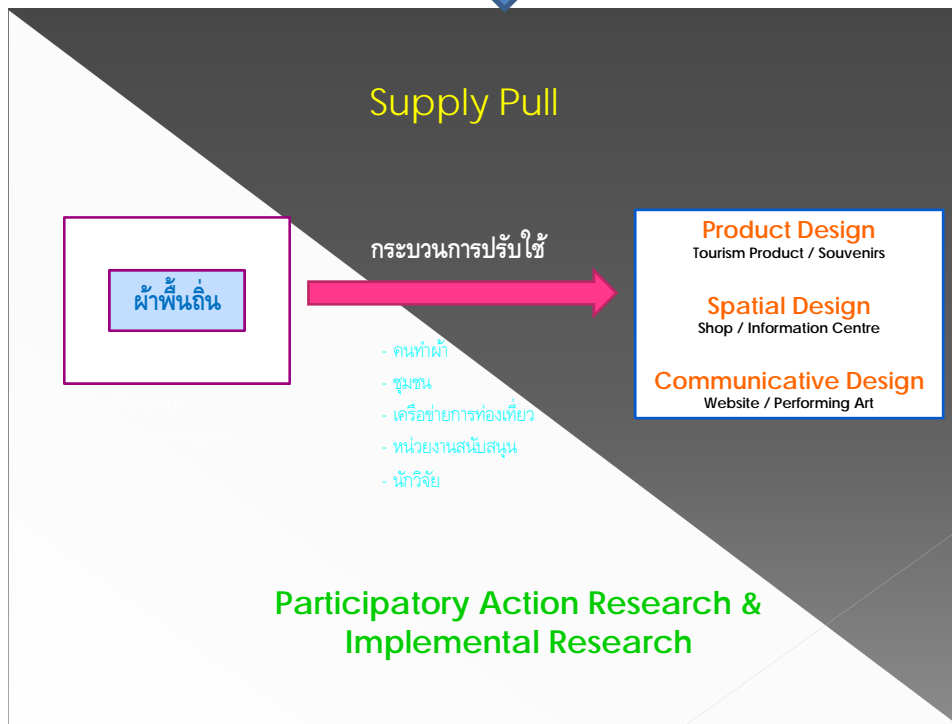 Supply Pull
ผ้าพื้นถิ่น
กระบวนการปรับใช้
- คนทำผ้า
- ชุมชน
- เครือข่ายการท่องเที่ยว
- หน่วยงานสนับสนุน
- นักวิจัย
Product Design
Tourism Product / Souvenirs
Spatial Design
Shop / Information Centre
Communicative Design
Website / Performing Art
Participatory Action Research &
Implemental Research